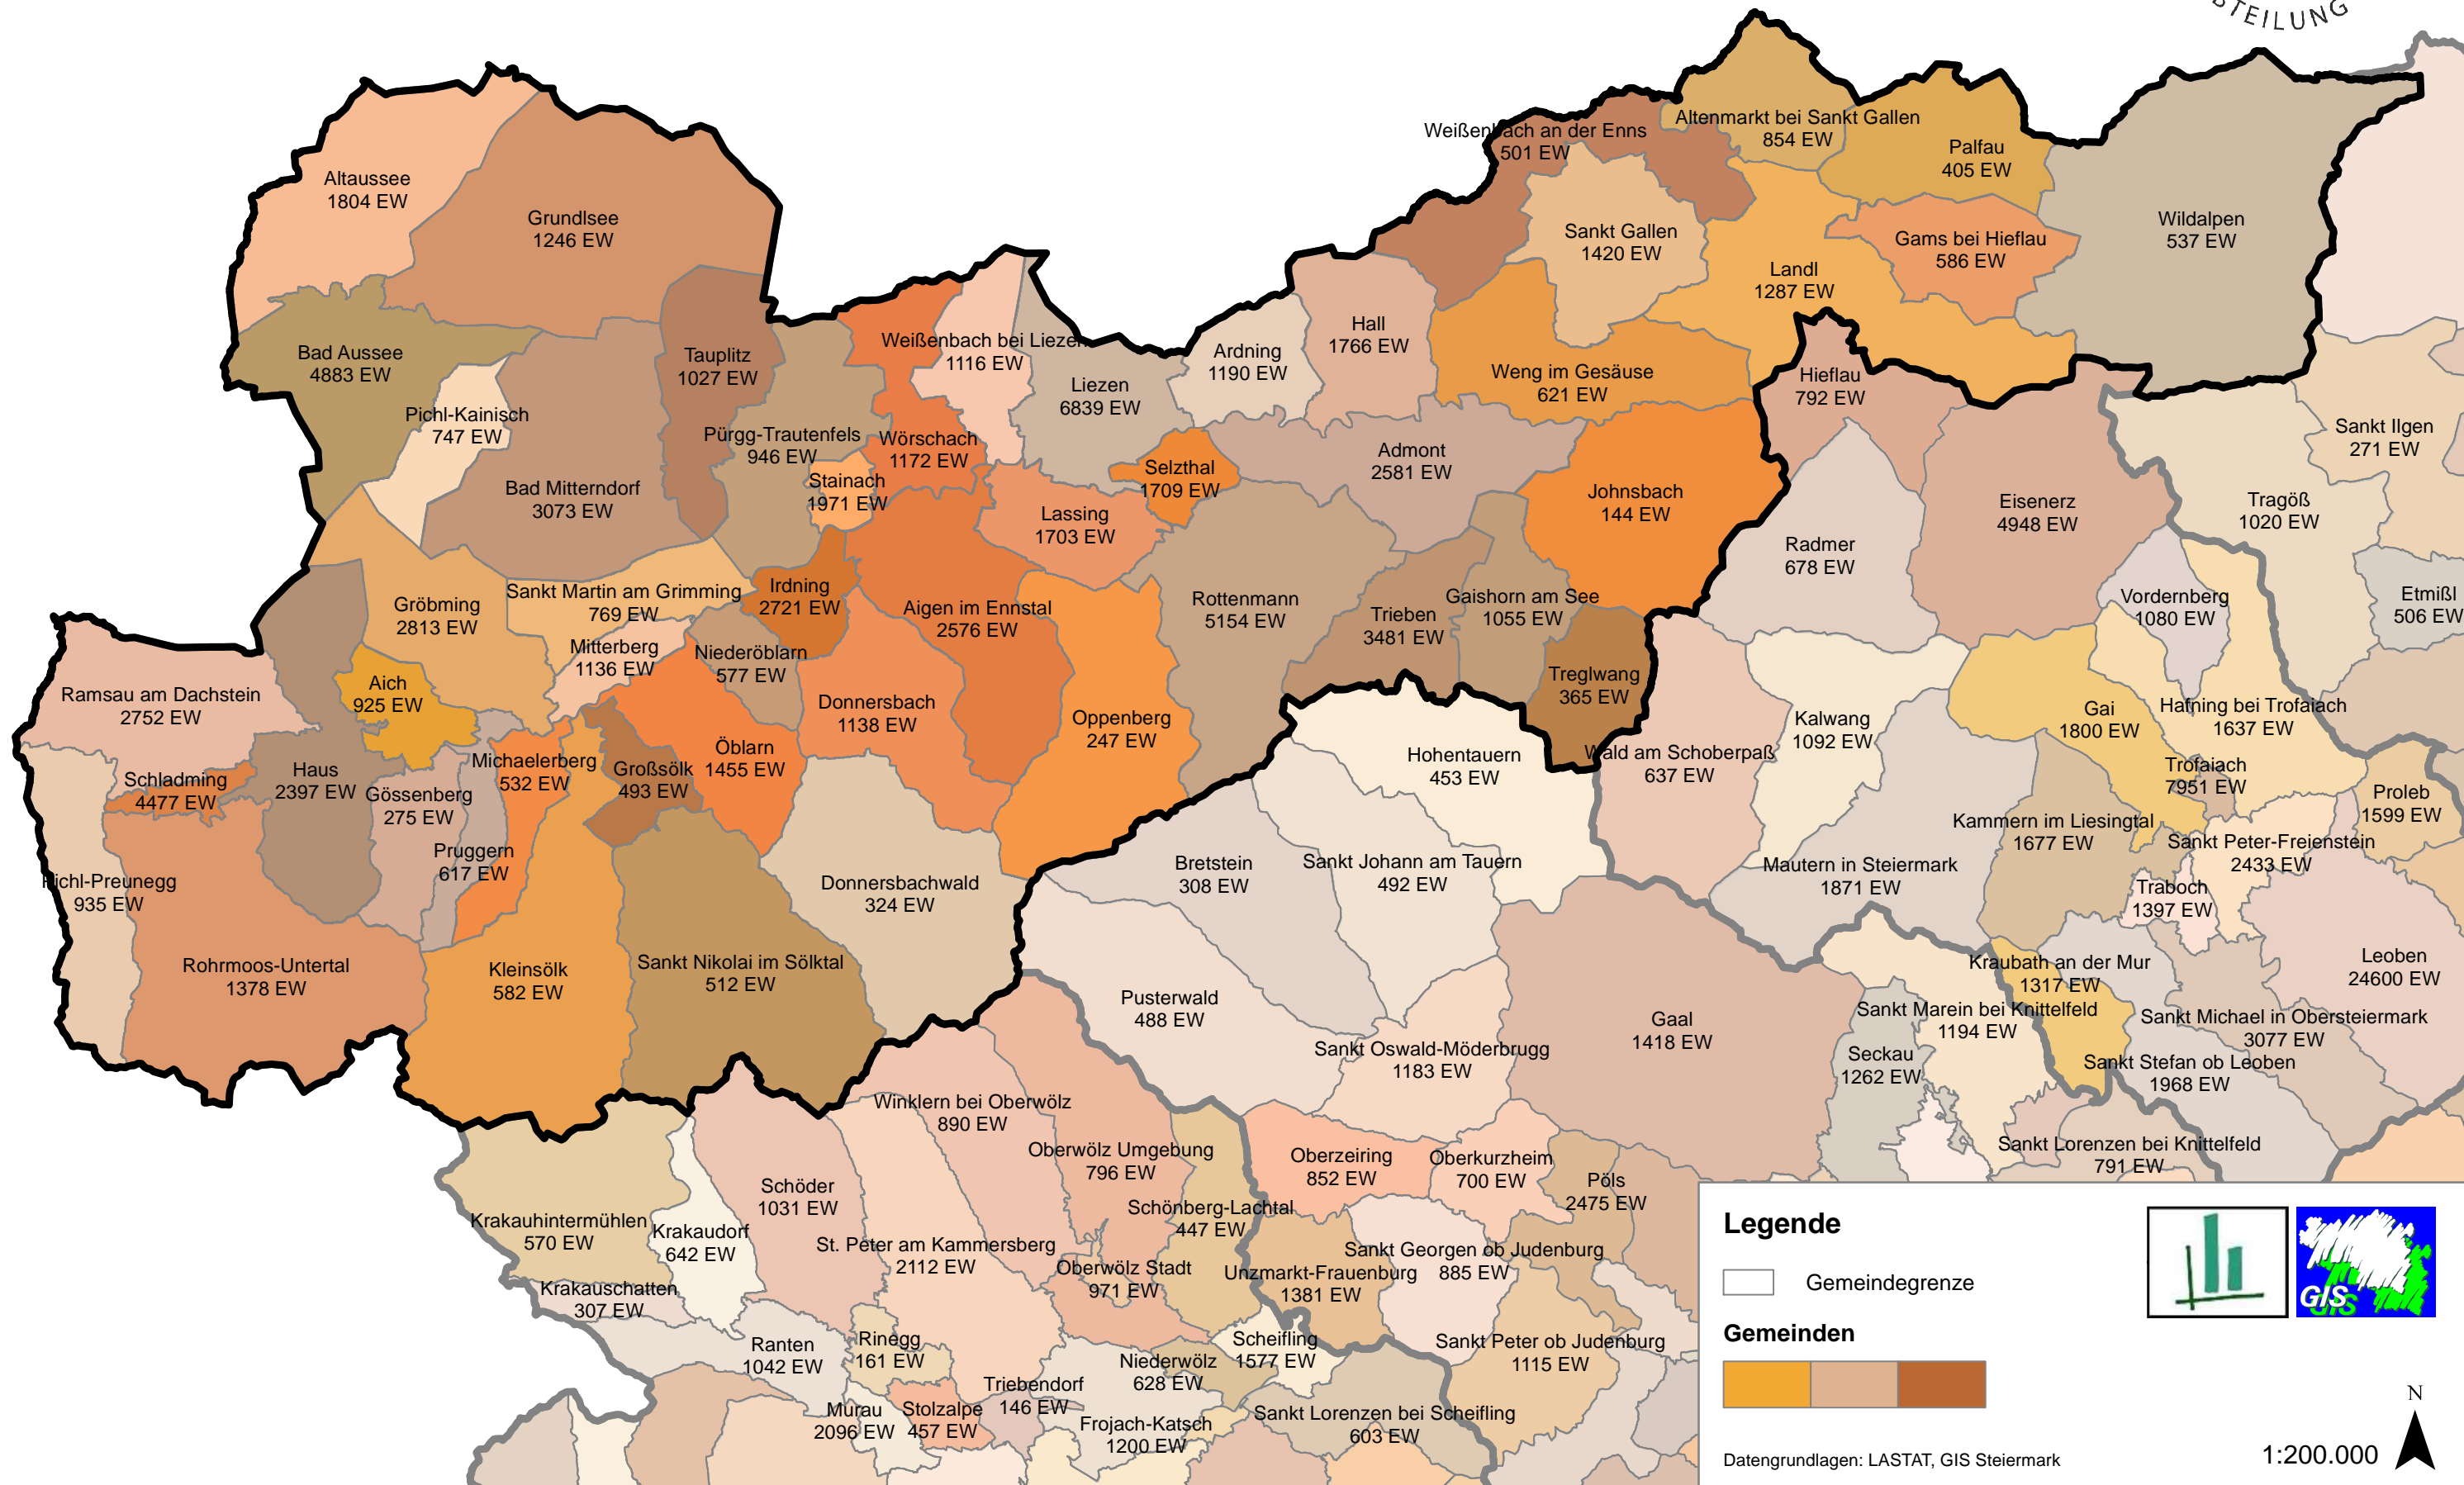 BTEILUNG
Altaussee
1804 EW
Grundlsee
1246 EW
Bad Aussee
4883 EW
Pichl-Kainisch
747 EW
Bad Mitterndorf
3073 EW
Tauplitz
1027 EW
Pürgg-Trautenfels
946 EW
Stainach
1971 EW
Wörschach
1172 EW
Weißenbach bei Liezen
1116 EW
Liezen
6839 EW
Ardning
1190 EW
Hall
1766 EW
Weißenbach an der Enns
501 EW
Sankt Gallen
1420 EW
Altenmarkt bei Sankt Gallen
854 EW
Palfau
405 EW
Gams bei Hieflau
586 EW
Landl
1287 EW
Wildalpen
537 EW
Weng im Gesäuse
621 EW
Hieflau
792 EW
Selzthal
1709 EW
Admont
2581 EW
Johnsbach
144 EW
Lassing
1703 EW
Radmer
678 EW
Eisenerz
4948 EW
Sankt Ilgen
271 EW
Tragöß
1020 EW
Etmißl
506 EW
Vordernberg
1080 EW
Gröbming
2813 EW
Sankt Martin am Grimming
769 EW
Mitterberg
1136 EW
Irdning
2721 EW
Niederöblarn
577 EW
Aigen im Ennstal
2576 EW
Rottenmann
5154 EW
Trieben
3481 EW
Gaishorn am See
1055 EW
Treglwang
365 EW
Ramsau am Dachstein
2752 EW
Aich
925 EW
Schladming
4477 EW
Haus
2397 EW
Gössenberg
275 EW
Michaelerberg
532 EW
Pruggern
617 EW
Großsölk
493 EW
Öblarn
1455 EW
Donnersbach
1138 EW
Oppenberg
247 EW
Hohentauern
453 EW
Wald am Schoberpaß
637 EW
Kalwang
1092 EW
Gai
1800 EW
Hafning bei Trofaiach
1637 EW
Trofaiach
7951 EW
Proleb
1599 EW
Kammern im Liesingtal
1677 EW
Sankt Peter-Freienstein
2433 EW
Mautern in Steiermark
1871 EW
Traboch
1397 EW
Pichl-Preunegg
935 EW
Rohrmoos-Untertal
1378 EW
Kleinsölk
582 EW
Sankt Nikolai im Sölktal
512 EW
Donnersbachwald
324 EW
Bretstein
308 EW
Sankt Johann am Tauern
492 EW
Pusterwald
488 EW
Sankt Oswald-Möderbrugg
1183 EW
Gaal
1418 EW
Seckau
1262 EW
Sankt Marein bei Knittelfeld
1194 EW
Kraubath an der Mur
1317 EW
Leoben
24600 EW
Sankt Michael in Obersteiermark
3077 EW
Sankt Stefan ob Leoben
1968 EW
Sankt Lorenzen bei Knittelfeld
791 EW
Winklern bei Oberwölz
890 EW
Oberwölz Umgebung
796 EW
Schönberg-Lachtal
447 EW
Oberzeiring
852 EW
Oberkurzheim
700 EW
Pöls
2475 EW
Schöder
1031 EW
Krakauhintermühlen
570 EW
Krakaudorf
642 EW
Krakauschatten
307 EW
St. Peter am Kammersberg
2112 EW
Oberwölz Stadt
971 EW
Unzmarkt-Frauenburg
1381 EW
Sankt Georgen ob Judenburg
885 EW
Sankt Peter ob Judenburg
1115 EW
Ranten
1042 EW
Rinegg
161 EW
Scheifling
1577 EW
Niederwölz
628 EW
Triebendorf
146 EW
Murau
2096 EW
Stolzalpe
457 EW
Frojach-Katsch
1200 EW
Sankt Lorenzen bei Scheifling
603 EW
Legende
Gemeindegrenze
Gemeinden
GIS
Datengrundlagen: LASTAT, GIS Steiermark
1:200.000
N